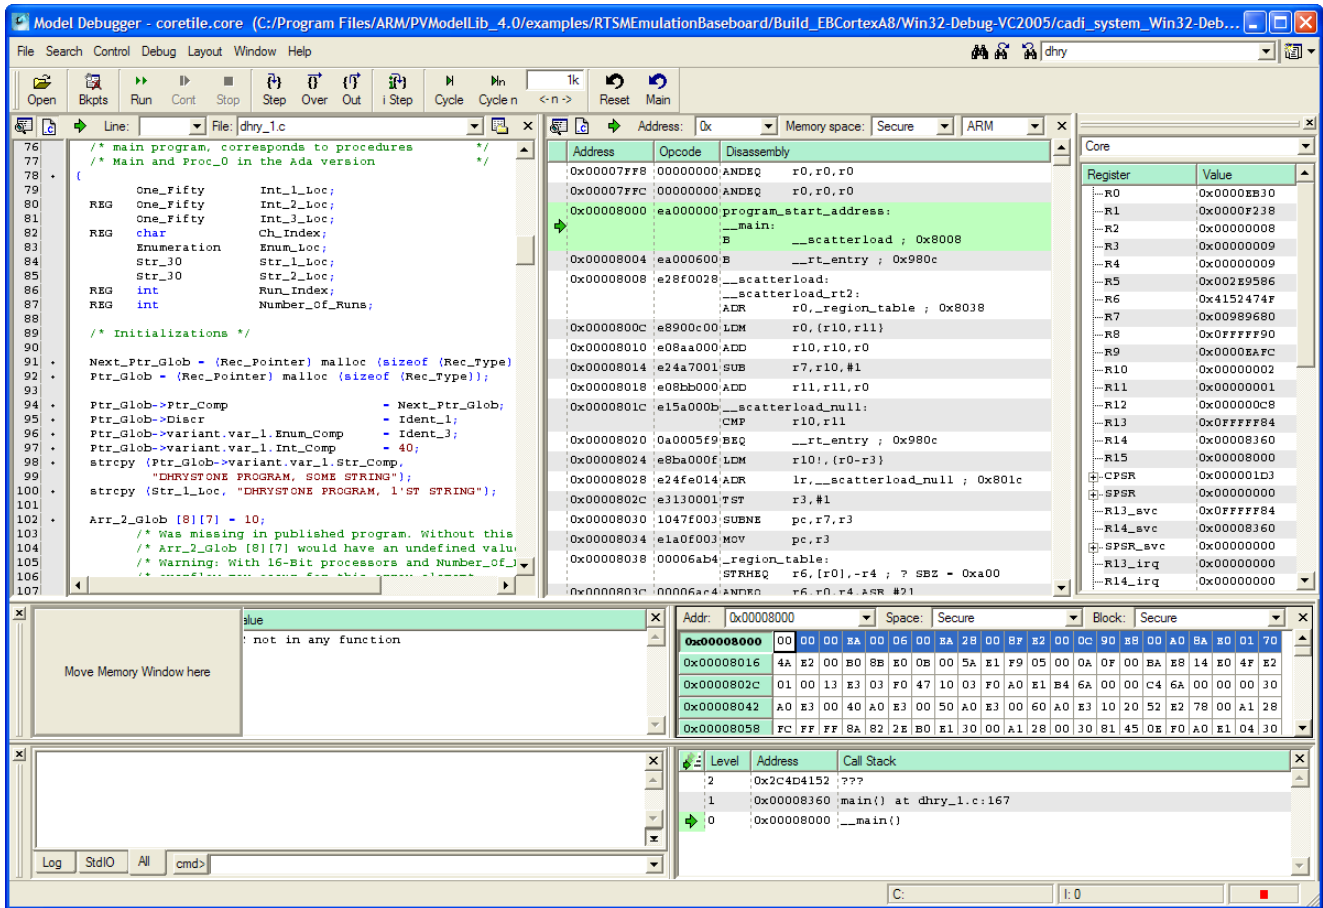 Model Debugger - coretile.core (C:/Program Files/ARM/PVModelLib_4.0/examples/RTSMEmulationBaseboard/Build_EBCortexA8/Win32-Debug-VC2005/cadi_system_Win32-Deb...
File Search Control Debug Layout Window Help dhry
Open Bkpts Run Cont Stop Step Over Out i Step Cycle Cycle n 1k <- n -> Reset Main
Line: File: dhry_1.c
76 /* main program, corresponds to procedures */
77 /* Main and Proc_0 in the Ada version */
78 {
79 One_Fifty Int_1_Loc;
80 REG One_Fifty Int_2_Loc;
81 One_Fifty Int_3_Loc;
82 REG char Ch_Index;
83 Enumeration Enum_Loc;
84 Str_30 Str_1_Loc;
85 Str_30 Str_2_Loc;
86 REG int Run_Index;
87 REG int Number_Of_Runs;
88
89 /* Initializations */
90
91 Next_Ptr_Glob = (Rec_Pointer) malloc (sizeof (Rec_Type)
92 Ptr_Glob = (Rec_Pointer) malloc (sizeof (Rec_Type));
93
94 Ptr_Glob->Ptr_Comp = Next_Ptr_Glob;
95 Ptr_Glob->Discr = Ident_1;
96 Ptr_Glob->variant.var_1.Enum_Comp = Ident_3;
97 Ptr_Glob->variant.var_1.Int_Comp = 40;
98 strcpy (Ptr_Glob->variant.var_1.Str_Comp,
99 "DHRYSTONE PROGRAM, SOME STRING");
100 strcpy (Str_1_Loc, "DHRYSTONE PROGRAM, 1'ST STRING");
101
102 Arr_2_Glob [8][7] = 10;
103 /* Was missing in published program. Without this
104 /* Arr_2_Glob [8][7] would have an undefined valu
105 /* Warning: With 16-Bit processors and Number_Of_
106 /* overflow may occur for this array element
107
Address: 0x Memory space: Secure ARM
Address Opcode Disassembly
0x00007FF8 00000000 ANDEQ r0,r0,r0
0x00007FFC 00000000 ANDEQ r0,r0,r0
0x00008000 ea000000 program_start_address:
__main:
B __scatterload ; 0x8008
0x00008004 ea000600 B __rt_entry ; 0x980c
0x00008008 e28f0028 __scatterload:
__scatterload_rt2:
ADR r0,_region_table ; 0x8038
0x0000800C e8900c00 LDM r0,{r10,r11}
0x00008010 e08aa000 ADD r10,r10,r0
0x00008014 e24a7001 SUB r7,r10,#1
0x00008018 e08bb000 ADD r11,r11,r0
0x0000801C e15a000b __scatterload_null:
CMP r10,r11
0x00008020 0a0005f9 BEQ __rt_entry ; 0x980c
0x00008024 e8ba000f LDM r10!,{r0-r3}
0x00008028 e24fe014 ADR lr,__scatterload_null ; 0x801c
0x0000802C e3130001 TST r3,#1
0x00008030 1047f003 SUBNE pc,r7,r3
0x00008034 e1a0f003 MOV pc,r3
0x00008038 00006ab4 _region_table:
STRHEQ r6,[r0],-r4 ; ? SBZ = 0xa00
0x0000803C 00006ac4 ANDEQ r6,r0,r4,ASR #21
Core
Register Value
R0 0x0000EB30
R1 0x0000F238
R2 0x00000008
R3 0x00000009
R4 0x00000009
R5 0x002E9586
R6 0x4152474F
R7 0x00989680
R8 0x0FFFFF90
R9 0x0000EAFC
R10 0x00000002
R11 0x00000001
R12 0x000000C8
R13 0x0FFFFF84
R14 0x00008360
R15 0x00008000
CPSR 0x000001D3
SPSR 0x00000000
R13_svc 0x0FFFFF84
R14_svc 0x00008360
SPSR_svc 0x00000000
R13_irq 0x00000000
R14_irq 0x00000000
alue
not in any function
Move Memory Window here
Addr: 0x00008000 Space: Secure Block: Secure
0x00008000 00 00 00 EA 00 06 00 EA 28 00 8F E2 00 0C 90 E8 00 A0 8A E0 01 70
0x00008016 4A E2 00 B0 8B E0 0B 00 5A E1 F9 05 00 0A 0F 00 BA E8 14 E0 4F E2
0x0000802C 01 00 13 E3 03 F0 47 10 03 F0 A0 E1 B4 6A 00 00 C4 6A 00 00 00 30
0x00008042 A0 E3 00 40 A0 E3 00 50 A0 E3 00 60 A0 E3 10 20 52 E2 78 00 A1 28
0x00008058 FC FF FF 8A 82 2E B0 E1 30 00 A1 28 00 30 81 45 0E F0 A0 E1 04 30
Log StdIO All cmd>
Level Address Call Stack
2 0x2C4D4152 ???
1 0x00008360 main() at dhry_1.c:167
0 0x00008000 __main()
C: I: 0